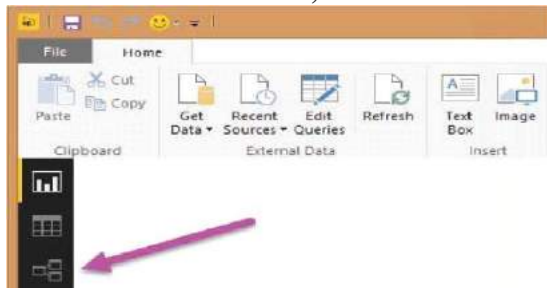 File Home
Cut
Copy
Paste
Get Data
Recent Sources
Edit Queries
Refresh
Text Box
Image
Clipboard External Data Insert